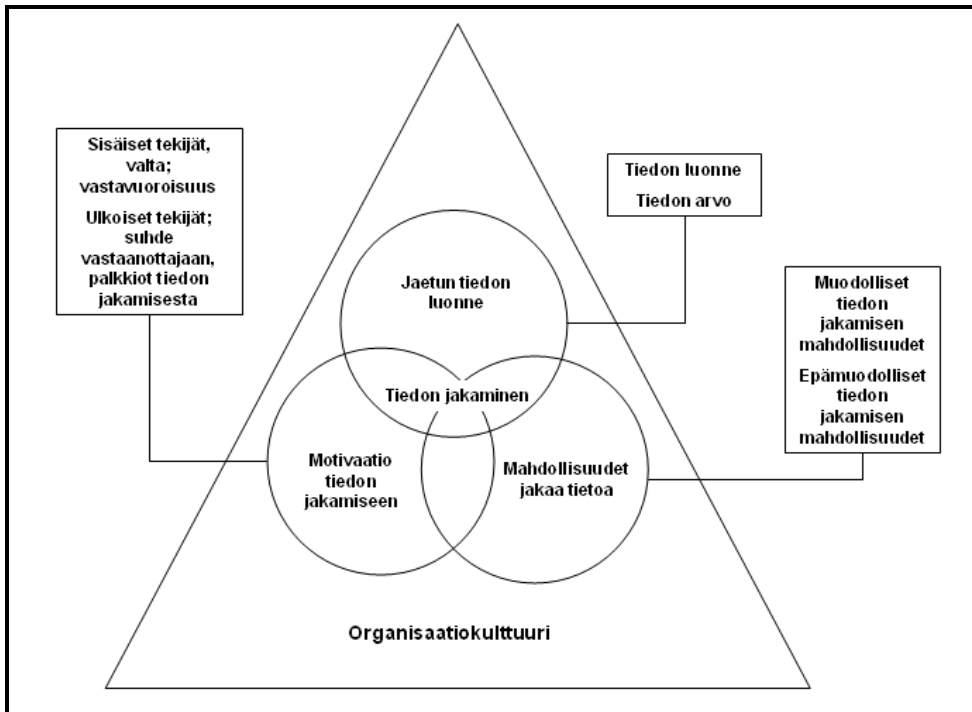 Sisäiset tekijät,
valta;
vastavuoroisuus
Ulkoiset tekijät;
suhde
vastaanottajaan,
palkkiot tiedon
jakamisesta
Tiedon luonne
Tiedon arvo
Jaetun tiedon
luonne
Muodolliset
tiedon
jakamisen
mahdollisuudet
Epämuodolliset
tiedon
jakamisen
mahdollisuudet
Tiedon jakaminen
Motivaatio
tiedon
jakamiseen
Mahdollisuudet
jakaa tietoa
Organisaatiokulttuuri